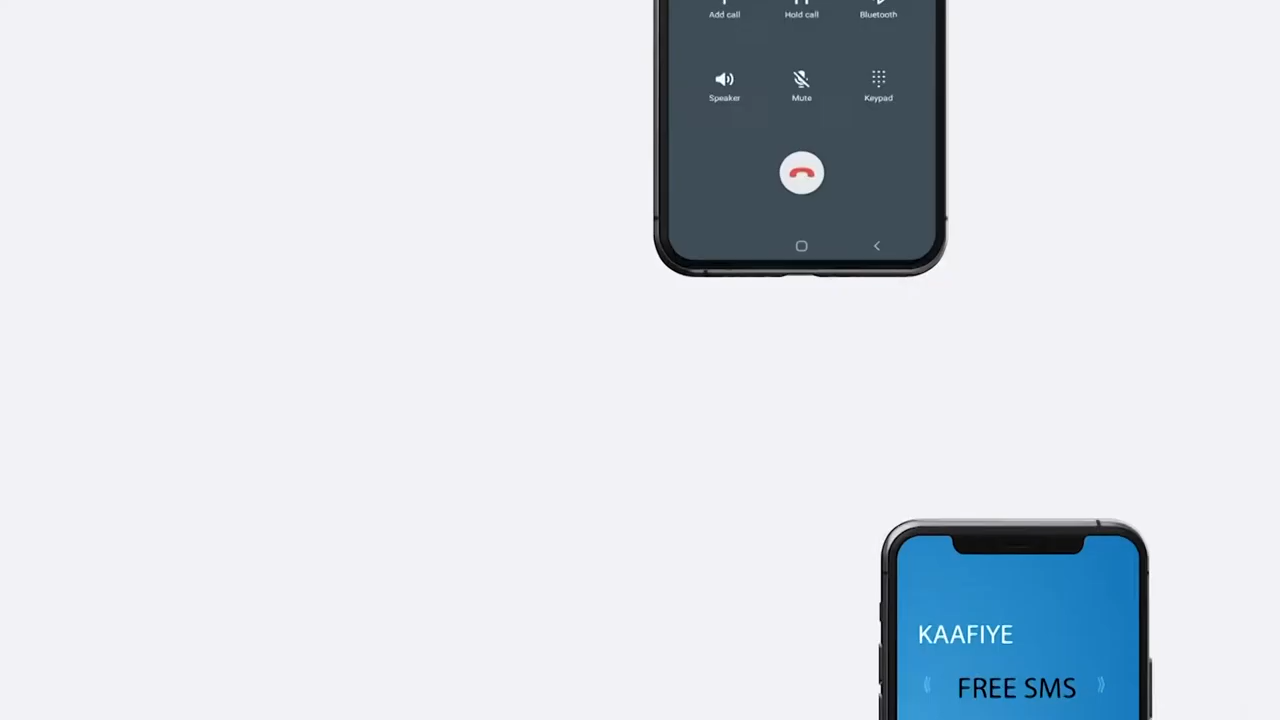 Add call Hold call Bluetooth
Speaker Mute Keypad
KAAFIYE
FREE SMS